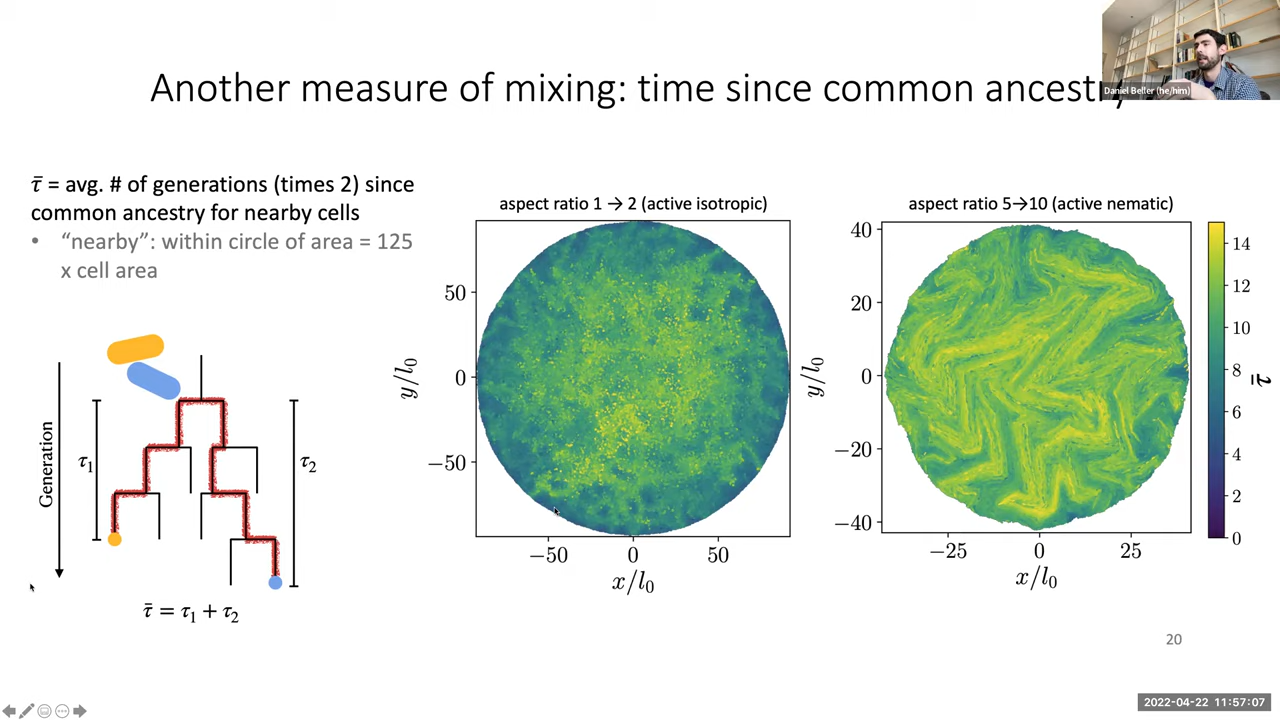 Another measure of mixing: time since common ancestry
Daniel Beller (he/him)
τ̄ = avg. # of generations (times 2) since
common ancestry for nearby cells
• “nearby”: within circle of area = 125
x cell area
Generation
τ₁
τ₂
τ̄ = τ₁ + τ₂
aspect ratio 1 → 2 (active isotropic)
50
0
−50
y/l₀
−50
0
50
x/l₀
aspect ratio 5→10 (active nematic)
40
20
0
−20
−40
y/l₀
−25
0
25
x/l₀
14
12
10
8
6
4
2
0
τ̄
20
2022-04-22 11:57:07